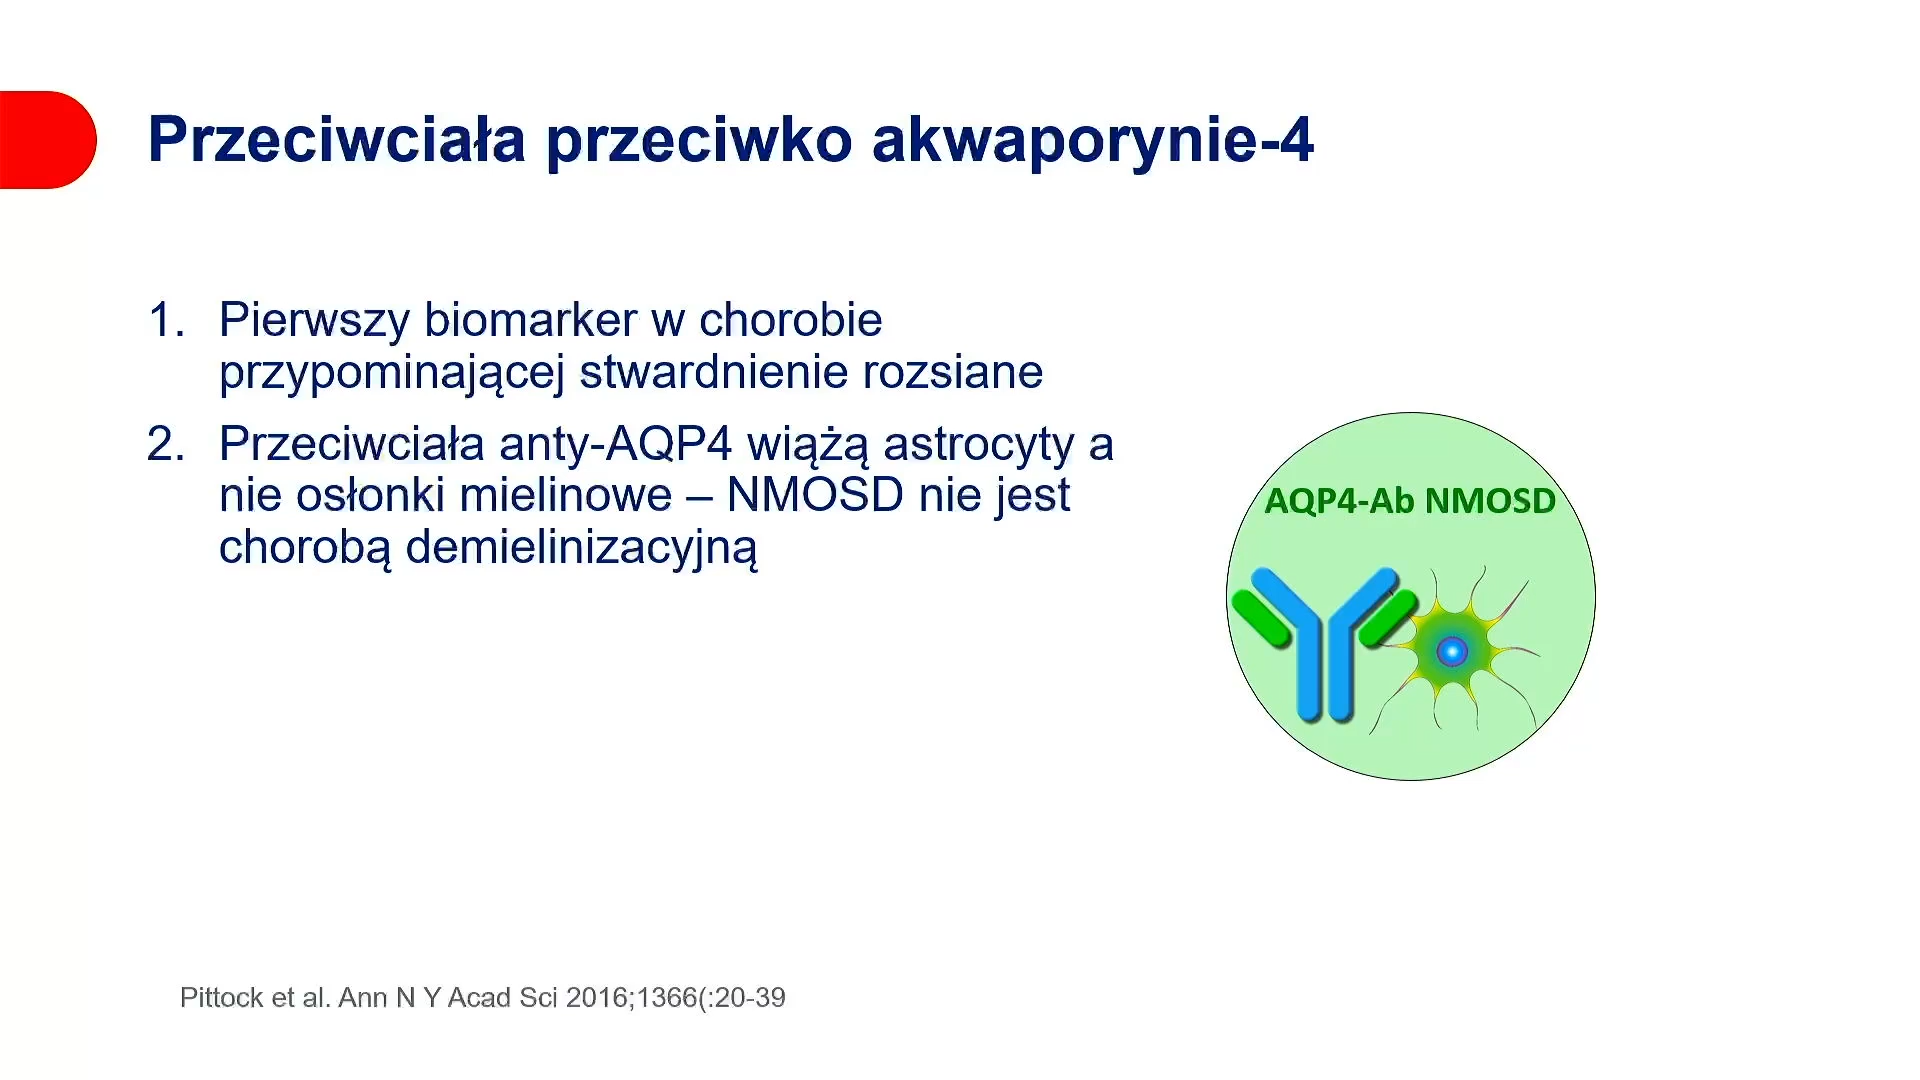 Przeciwciała przeciwko akwaporynie-4
1. Pierwszy biomarker w chorobie
przypominającej stwardnienie rozsiane
2. Przeciwciała anty-AQP4 wiążą astrocyty a
nie osłonki mielinowe – NMOSD nie jest
chorobą demielinizacyjną
AQP4-Ab NMOSD
Pittock et al. Ann N Y Acad Sci 2016;1366(:20-39